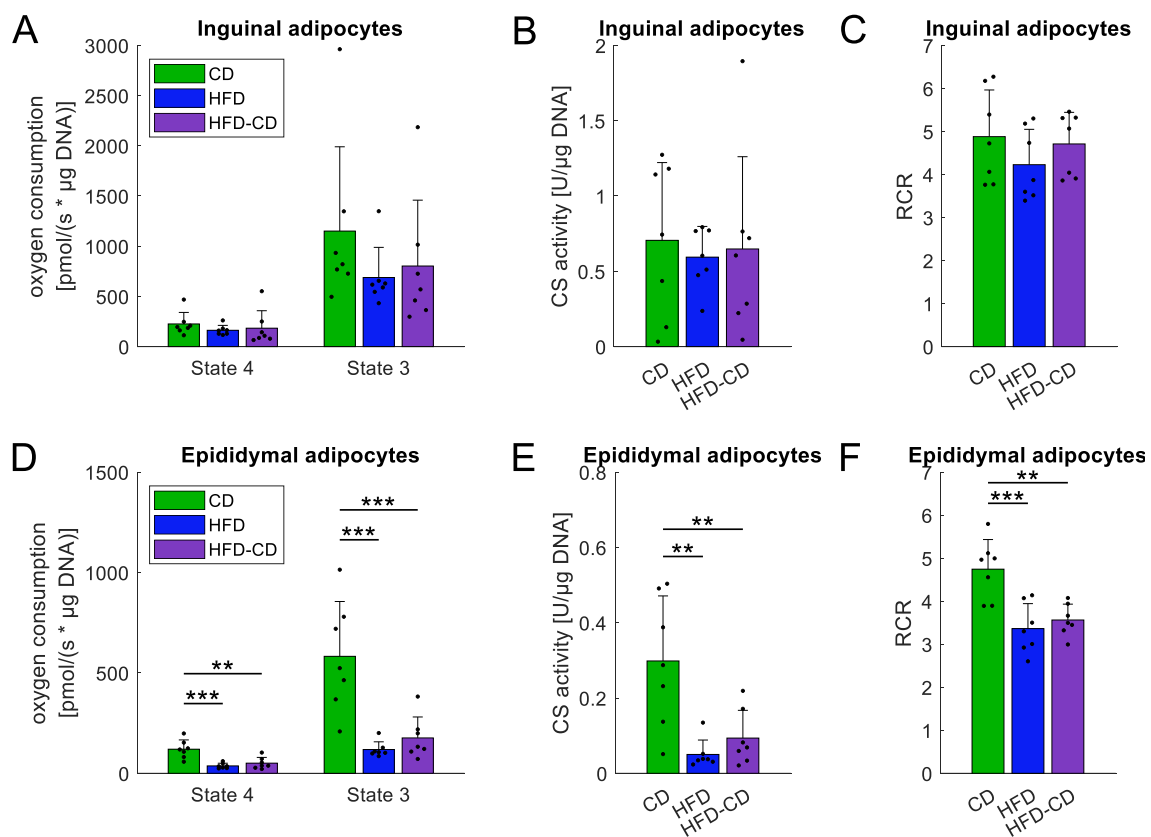 A
Inguinal adipocytes
oxygen consumption
[pmol/(s * µg DNA)]
3000
2500
2000
1500
1000
500
0
CD
HFD
HFD-CD
State 4
State 3
B
Inguinal adipocytes
CS activity [U/µg DNA]
2
1.5
1
0.5
0
CD
HFD
HFD-CD
C
Inguinal adipocytes
RCR
7
6
5
4
3
2
1
0
CD
HFD
HFD-CD
D
Epididymal adipocytes
oxygen consumption
[pmol/(s * µg DNA)]
1500
1000
500
0
CD
HFD
HFD-CD
**
***
***
***
State 4
State 3
E
Epididymal adipocytes
CS activity [U/µg DNA]
0.8
0.6
0.4
0.2
0
**
**
CD
HFD
HFD-CD
F
Epididymal adipocytes
RCR
7
6
5
4
3
2
1
0
**
***
CD
HFD
HFD-CD